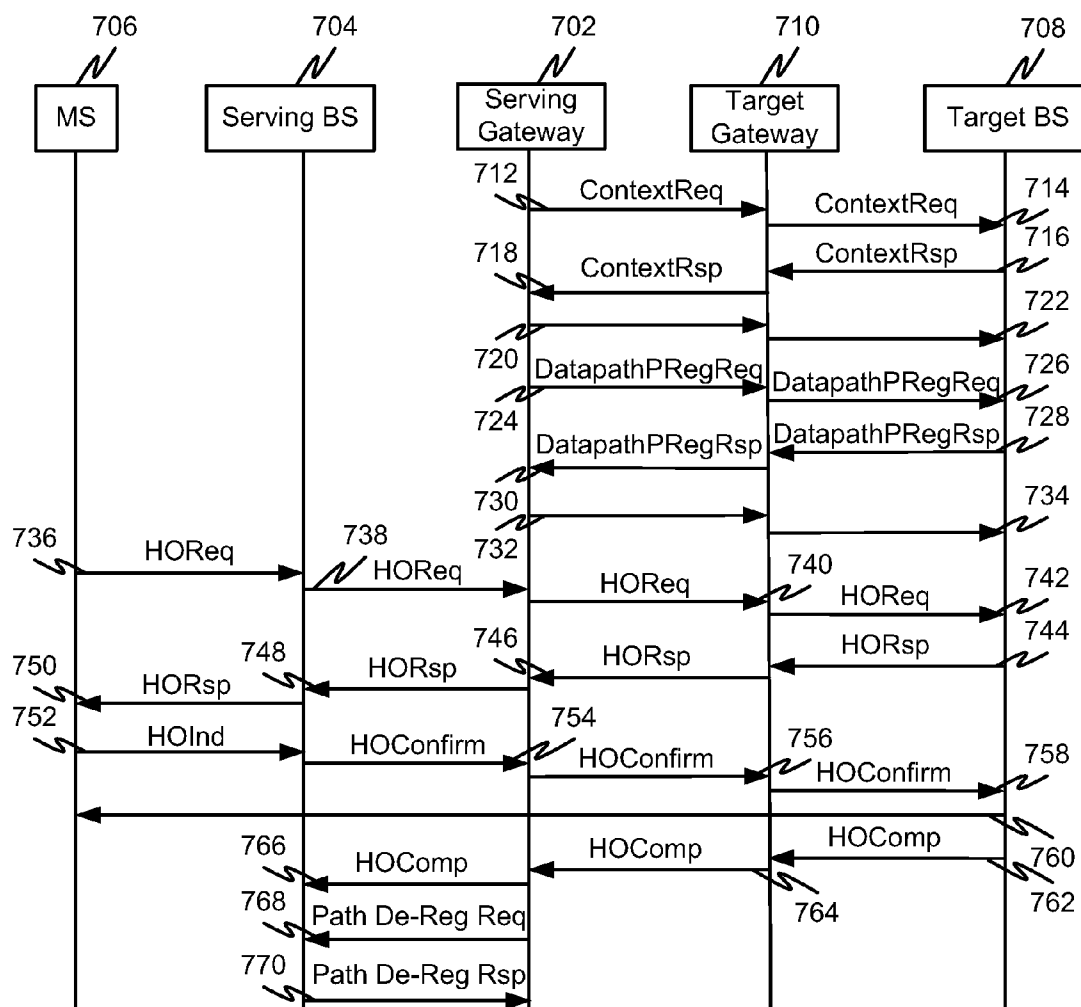 706
704
702
710
708
MS
Serving BS
Serving
Gateway
Target
Gateway
Target BS
712
ContextReq
714
ContextReq
716
ContextRsp
718
ContextRsp
722
720
DatapathPRegReq
726
DatapathPRegReq
724
728
DatapathPRegRsp
DatapathPRegRsp
730
734
732
736
HOReq
738
HOReq
740
HOReq
742
HOReq
744
HORsp
746
HORsp
748
HORsp
750
HORsp
752
HOInd
754
HOConfirm
756
HOConfirm
758
HOConfirm
760
HOComp
762
HOComp
764
766
HOComp
768
Path De-Reg Req
770
Path De-Reg Rsp